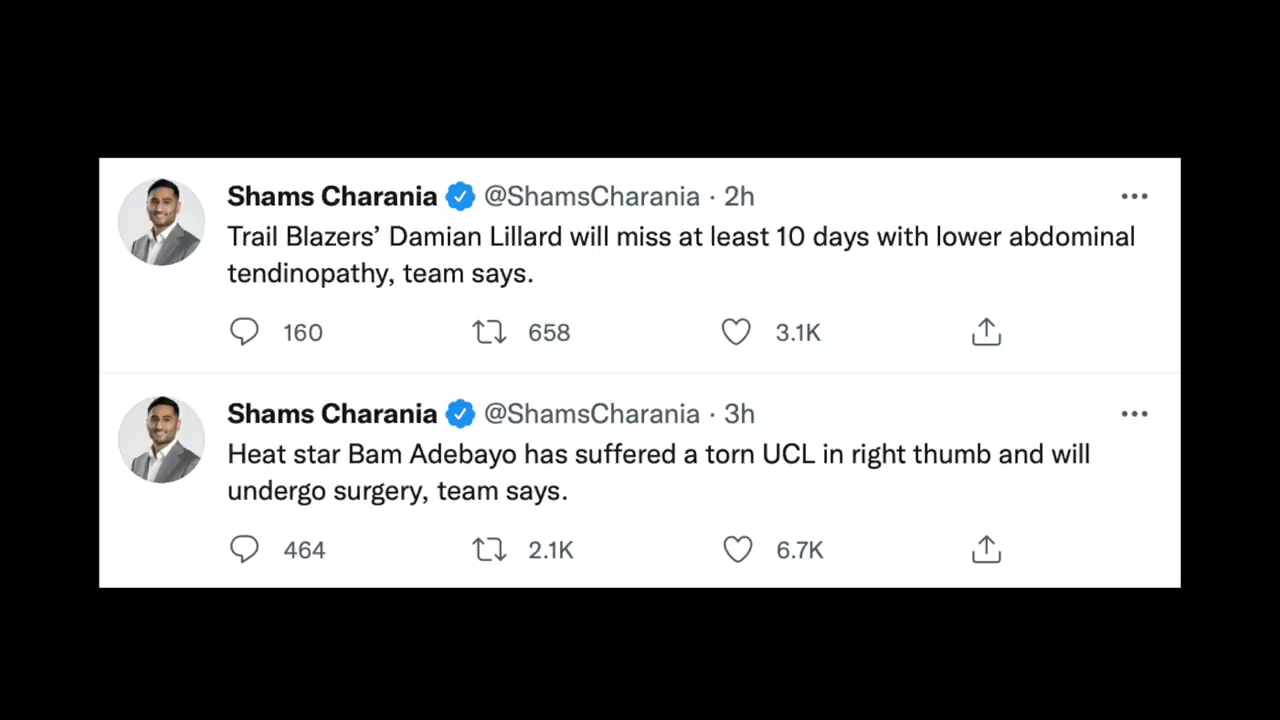 Shams Charania @ShamsCharania · 2h
Trail Blazers’ Damian Lillard will miss at least 10 days with lower abdominal
tendinopathy, team says.
160 658 3.1K
Shams Charania @ShamsCharania · 3h
Heat star Bam Adebayo has suffered a torn UCL in right thumb and will
undergo surgery, team says.
464 2.1K 6.7K